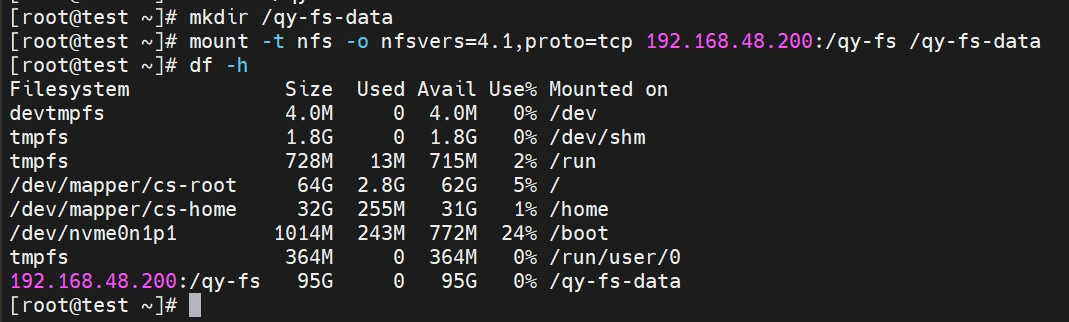 [root@test ~]# mkdir /qy-fs-data
[root@test ~]# mount -t nfs -o nfsvers=4.1,proto=tcp 192.168.48.200:/qy-fs /qy-fs-data
[root@test ~]# df -h
Filesystem             Size  Used Avail Use% Mounted on
devtmpfs               4.0M     0  4.0M   0% /dev
tmpfs                  1.8G     0  1.8G   0% /dev/shm
tmpfs                  728M   13M  715M   2% /run
/dev/mapper/cs-root     64G  2.8G   62G   5% /
/dev/mapper/cs-home     32G  255M   31G   1% /home
/dev/nvme0n1p1        1014M  243M  772M  24% /boot
tmpfs                  364M     0  364M   0% /run/user/0
192.168.48.200:/qy-fs   95G     0   95G   0% /qy-fs-data
[root@test ~]#